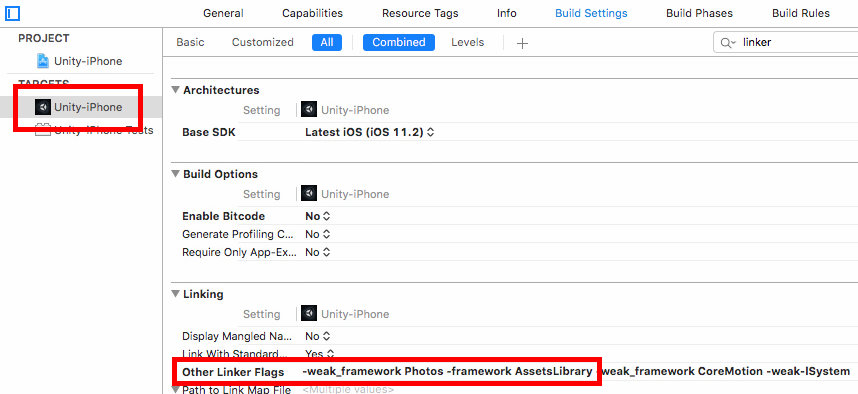 General Capabilities Resource Tags Info Build Settings Build Phases Build Rules
PROJECT
Unity-iPhone
TARGETS
Unity-iPhone
Unity-iPhone Tests
Basic Customized All Combined Levels + linker
Architectures
Setting Unity-iPhone
Base SDK Latest iOS (iOS 11.2)
Build Options
Setting Unity-iPhone
Enable Bitcode No
Generate Profiling C... No
Require Only App-Ex... No
Linking
Setting Unity-iPhone
Display Mangled Na... No
Link With Standard... Yes
Other Linker Flags -weak_framework Photos -framework AssetsLibrary -weak_framework CoreMotion -weak-lSystem
Path to Link Map File <Multiple values>